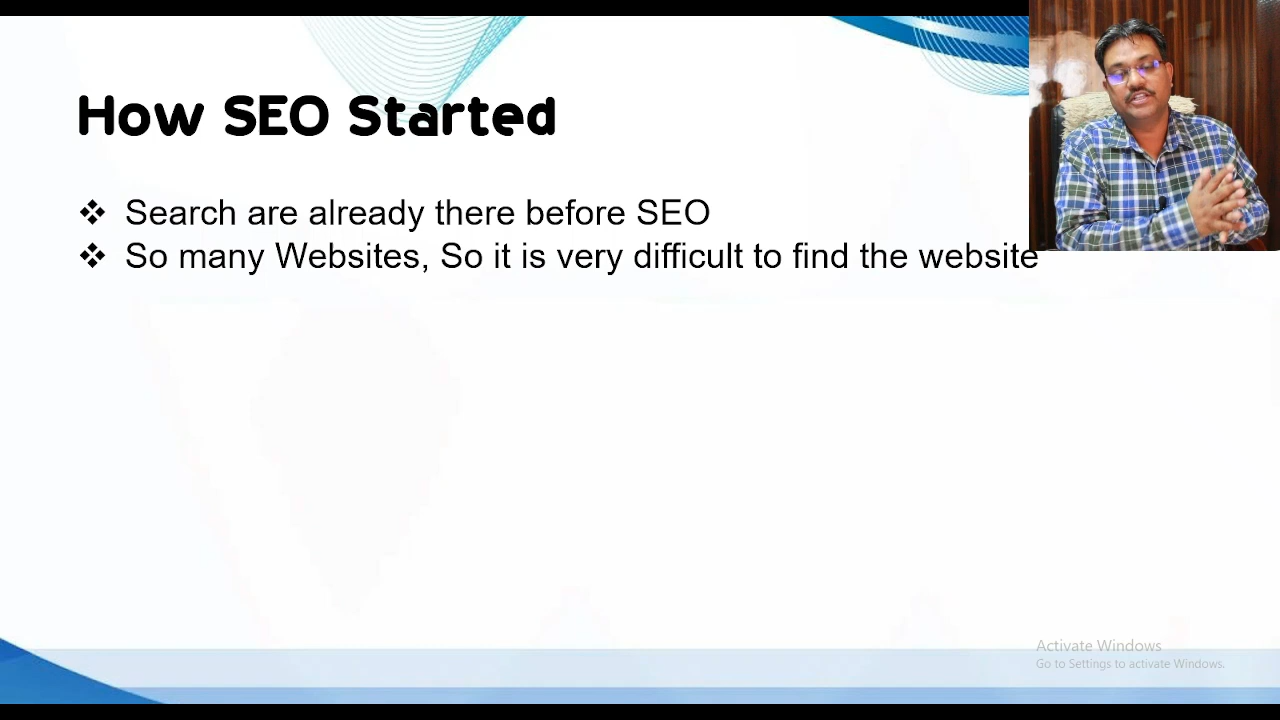 How SEO Started
❖ Search are already there before SEO
❖ So many Websites, So it is very difficult to find the website
Activate Windows
Go to Settings to activate Windows.